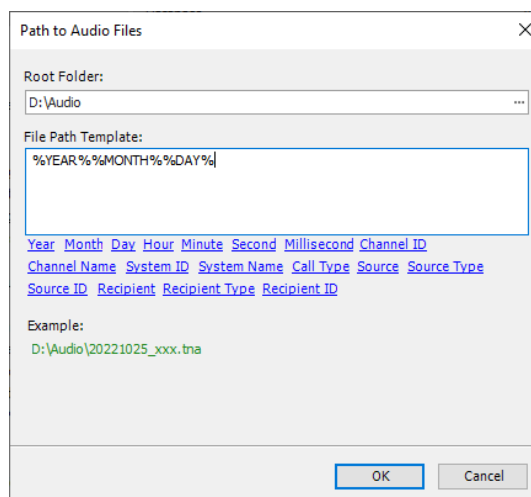 Path to Audio Files
Root Folder:
D:\Audio
...
File Path Template:
%YEAR%%MONTH%%DAY%
Year Month Day Hour Minute Second Millisecond Channel ID
Channel Name System ID System Name Call Type Source Source Type
Source ID Recipient Recipient Type Recipient ID
Example:
D:\Audio\20221025_xxx.tna
OK Cancel